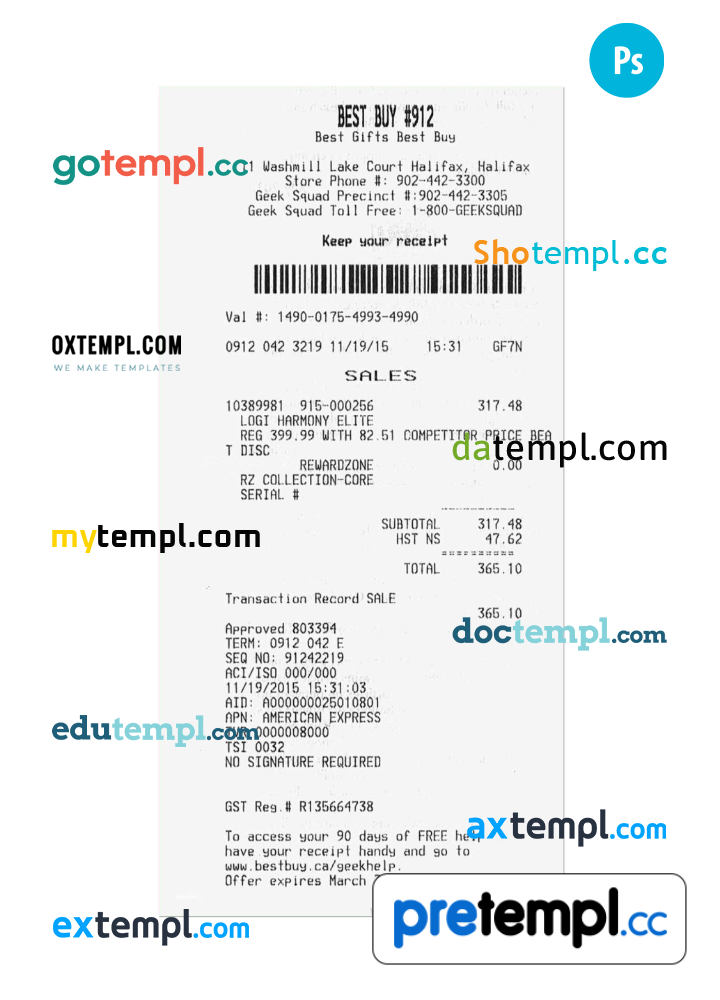 Ps
BEST BUY #912
Best Gifts Best Buy
gotempl.cc
1 Washmill Lake Court Halifax, Halifax
Store Phone #: 902-442-3300
Geek Squad Precinct #:902-442-3305
Geek Squad Toll Free: 1-800-GEEKSQUAD
Keep your receipt
Shotempl.cc
Val #: 1490-0175-4993-4990
OXTEMPL.COM
WE MAKE TEMPLATES
0912 042 3219 11/19/15 15:31 GF7N
SALES
10389981 915-000256 317.48
LOGI HARMONY ELITE
REG 399.99 WITH 82.51 COMPETITOR PRICE BEA
T DISC
datempl.com
REWARDZONE 0.00
RZ COLLECTION-CORE
SERIAL #
SUBTOTAL 317.48
mytempl.com
HST NS 47.62
TOTAL 365.10
Transaction Record SALE
365.10
Approved 803394
doctempl.com
TERM: 0912 042 E
SEQ NO: 91242219
ACI/ISO 000/000
11/19/2015 15:31:03
AID: A000000025010801
APN: AMERICAN EXPRESS
edutempl.com
0000008000
TSI 0032
NO SIGNATURE REQUIRED
GST Reg.# R135664738
axtempl.com
To access your 90 days of FREE help
have your receipt handy and go to
www.bestbuy.ca/geekhelp.
Offer expires March
pretempl.cc
extempl.com